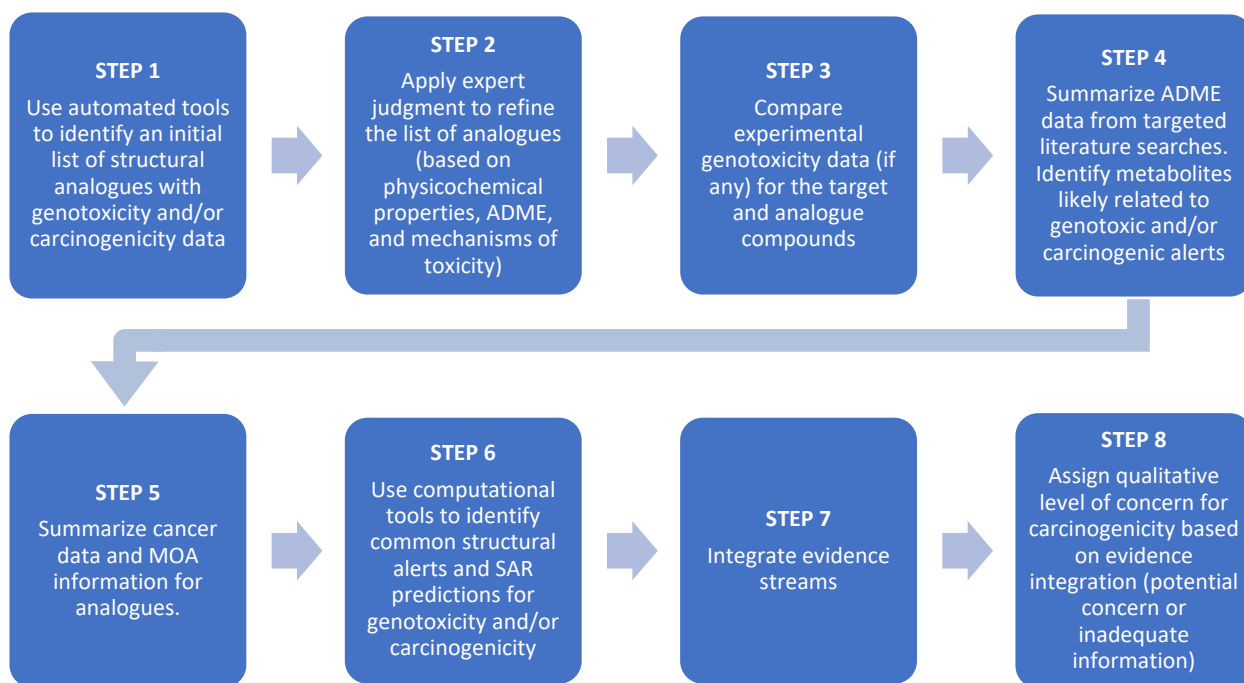 STEP 1
Use automated tools
to identify an initial
list of structural
analogues with
genotoxicity and/or
carcinogenicity data
STEP 2
Apply expert
judgment to refine
the list of analogues
(based on
physicochemical
properties, ADME,
and mechanisms of
toxicity)
STEP 3
Compare
experimental
genotoxicity data (if
any) for the target
and analogue
compounds
STEP 4
Summarize ADME
data from targeted
literature searches.
Identify metabolites
likely related to
genotoxic and/or
carcinogenic alerts
STEP 5
Summarize cancer
data and MOA
information for
analogues.
STEP 6
Use computational
tools to identify
common structural
alerts and SAR
predictions for
genotoxicity and/or
carcinogenicity
STEP 7
Integrate evidence
streams
STEP 8
Assign qualitative
level of concern for
carcinogenicity based
on evidence
integration (potential
concern or
inadequate
information)